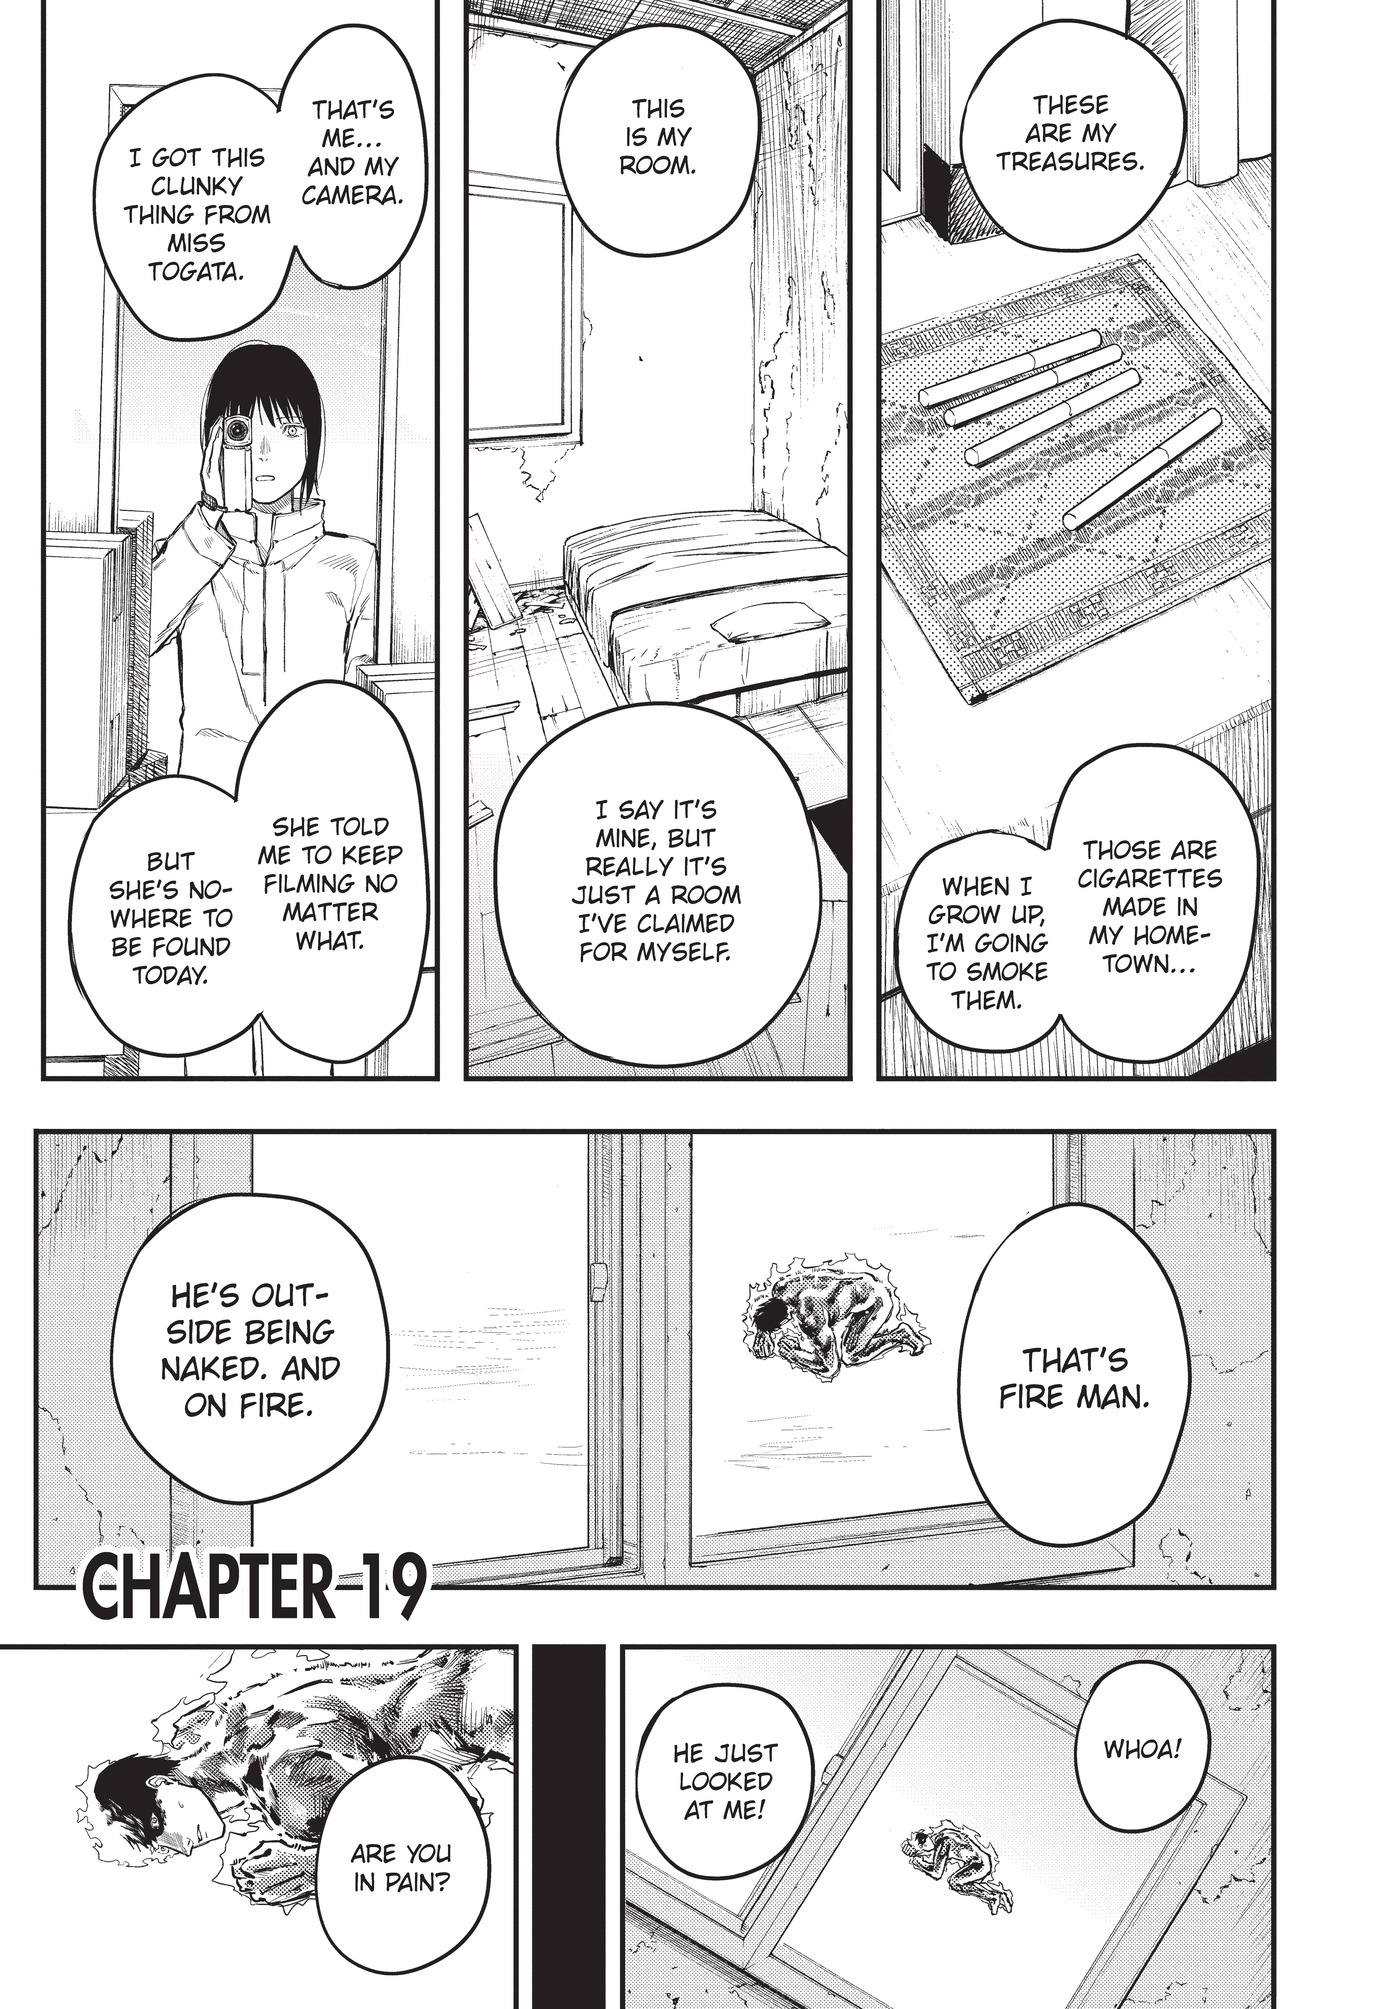 THESE
ARE MY
TREASURES.
THOSE ARE
CIGARETTES
MADE IN
MY HOME-
TOWN...
WHEN I
GROW UP,
I'M GOING
TO SMOKE
THEM.
THIS
IS MY
ROOM.
I SAY IT'S
MINE, BUT
REALLY IT'S
JUST A ROOM
I'VE CLAIMED
FOR MYSELF.
THAT'S
ME...
AND MY
CAMERA.
I GOT THIS
CLUNKY
THING FROM
MISS
TOGATA.
SHE TOLD
ME TO KEEP
FILMING NO
MATTER
WHAT.
BUT
SHE'S NO-
WHERE TO
BE FOUND
TODAY.
THAT'S
FIRE MAN.
HE'S OUT-
SIDE BEING
NAKED. AND
ON FIRE.
CHAPTER 19
WHOA!
HE JUST
LOOKED
AT ME!
ARE YOU
IN PAIN?